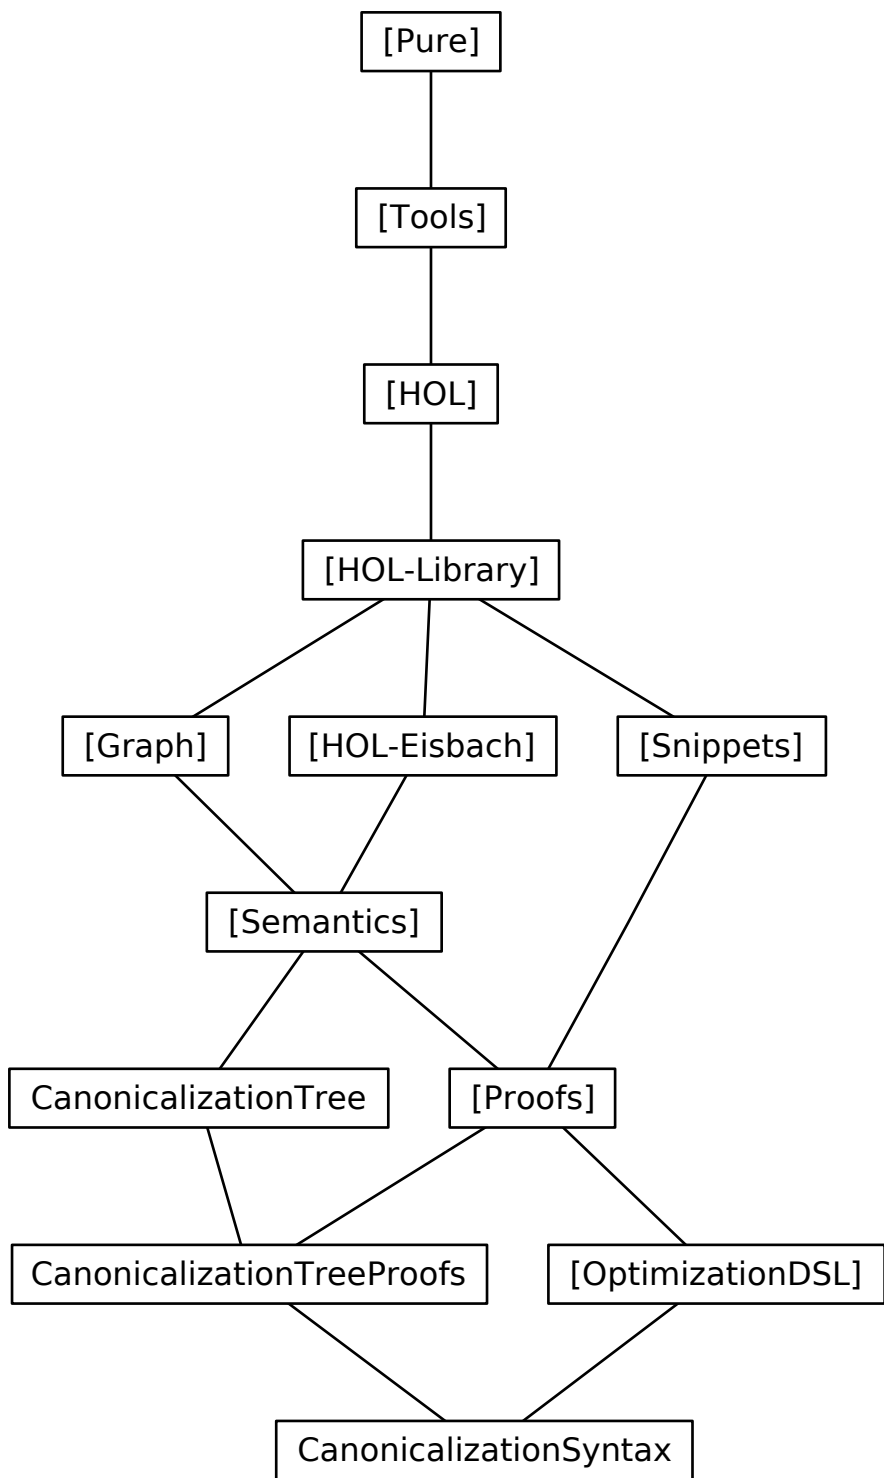 [Pure]
[Tools]
[HOL]
[HOL-Library]
[Graph]
[HOL-Eisbach]
[Snippets]
[Semantics]
CanonicalizationTree
[Proofs]
CanonicalizationTreeProofs
[OptimizationDSL]
CanonicalizationSyntax